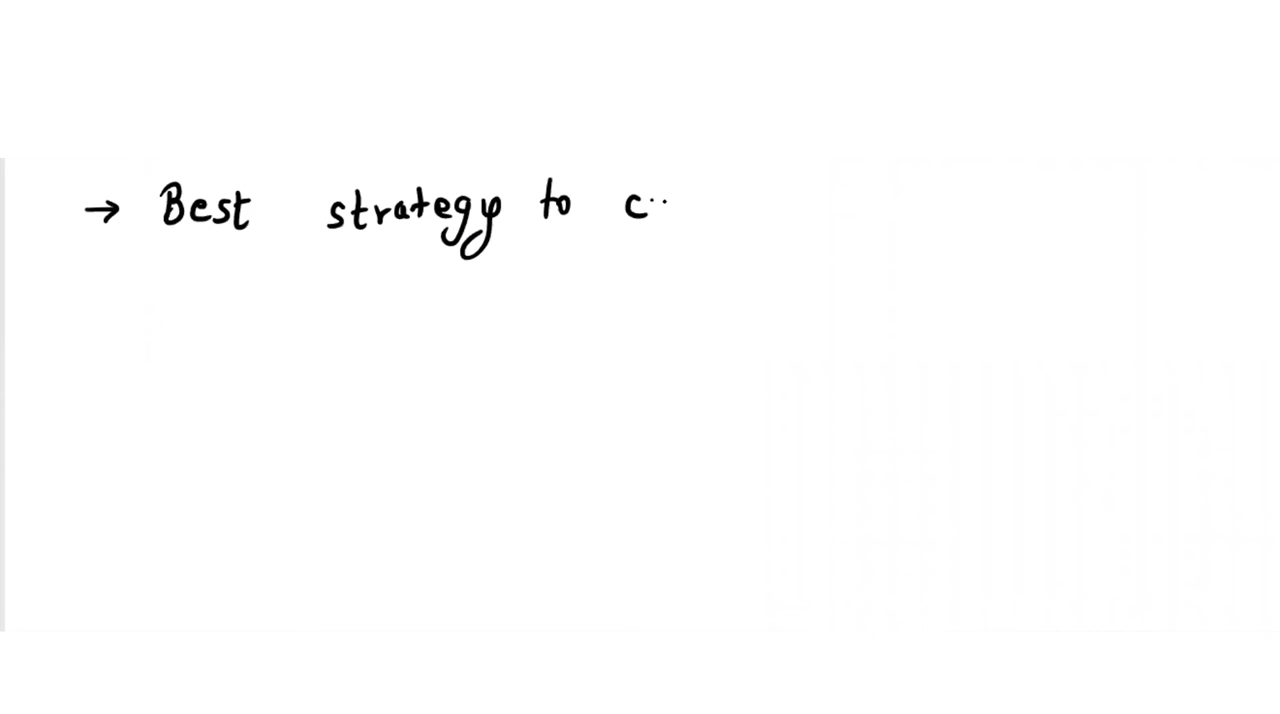 → Best strategy to c..